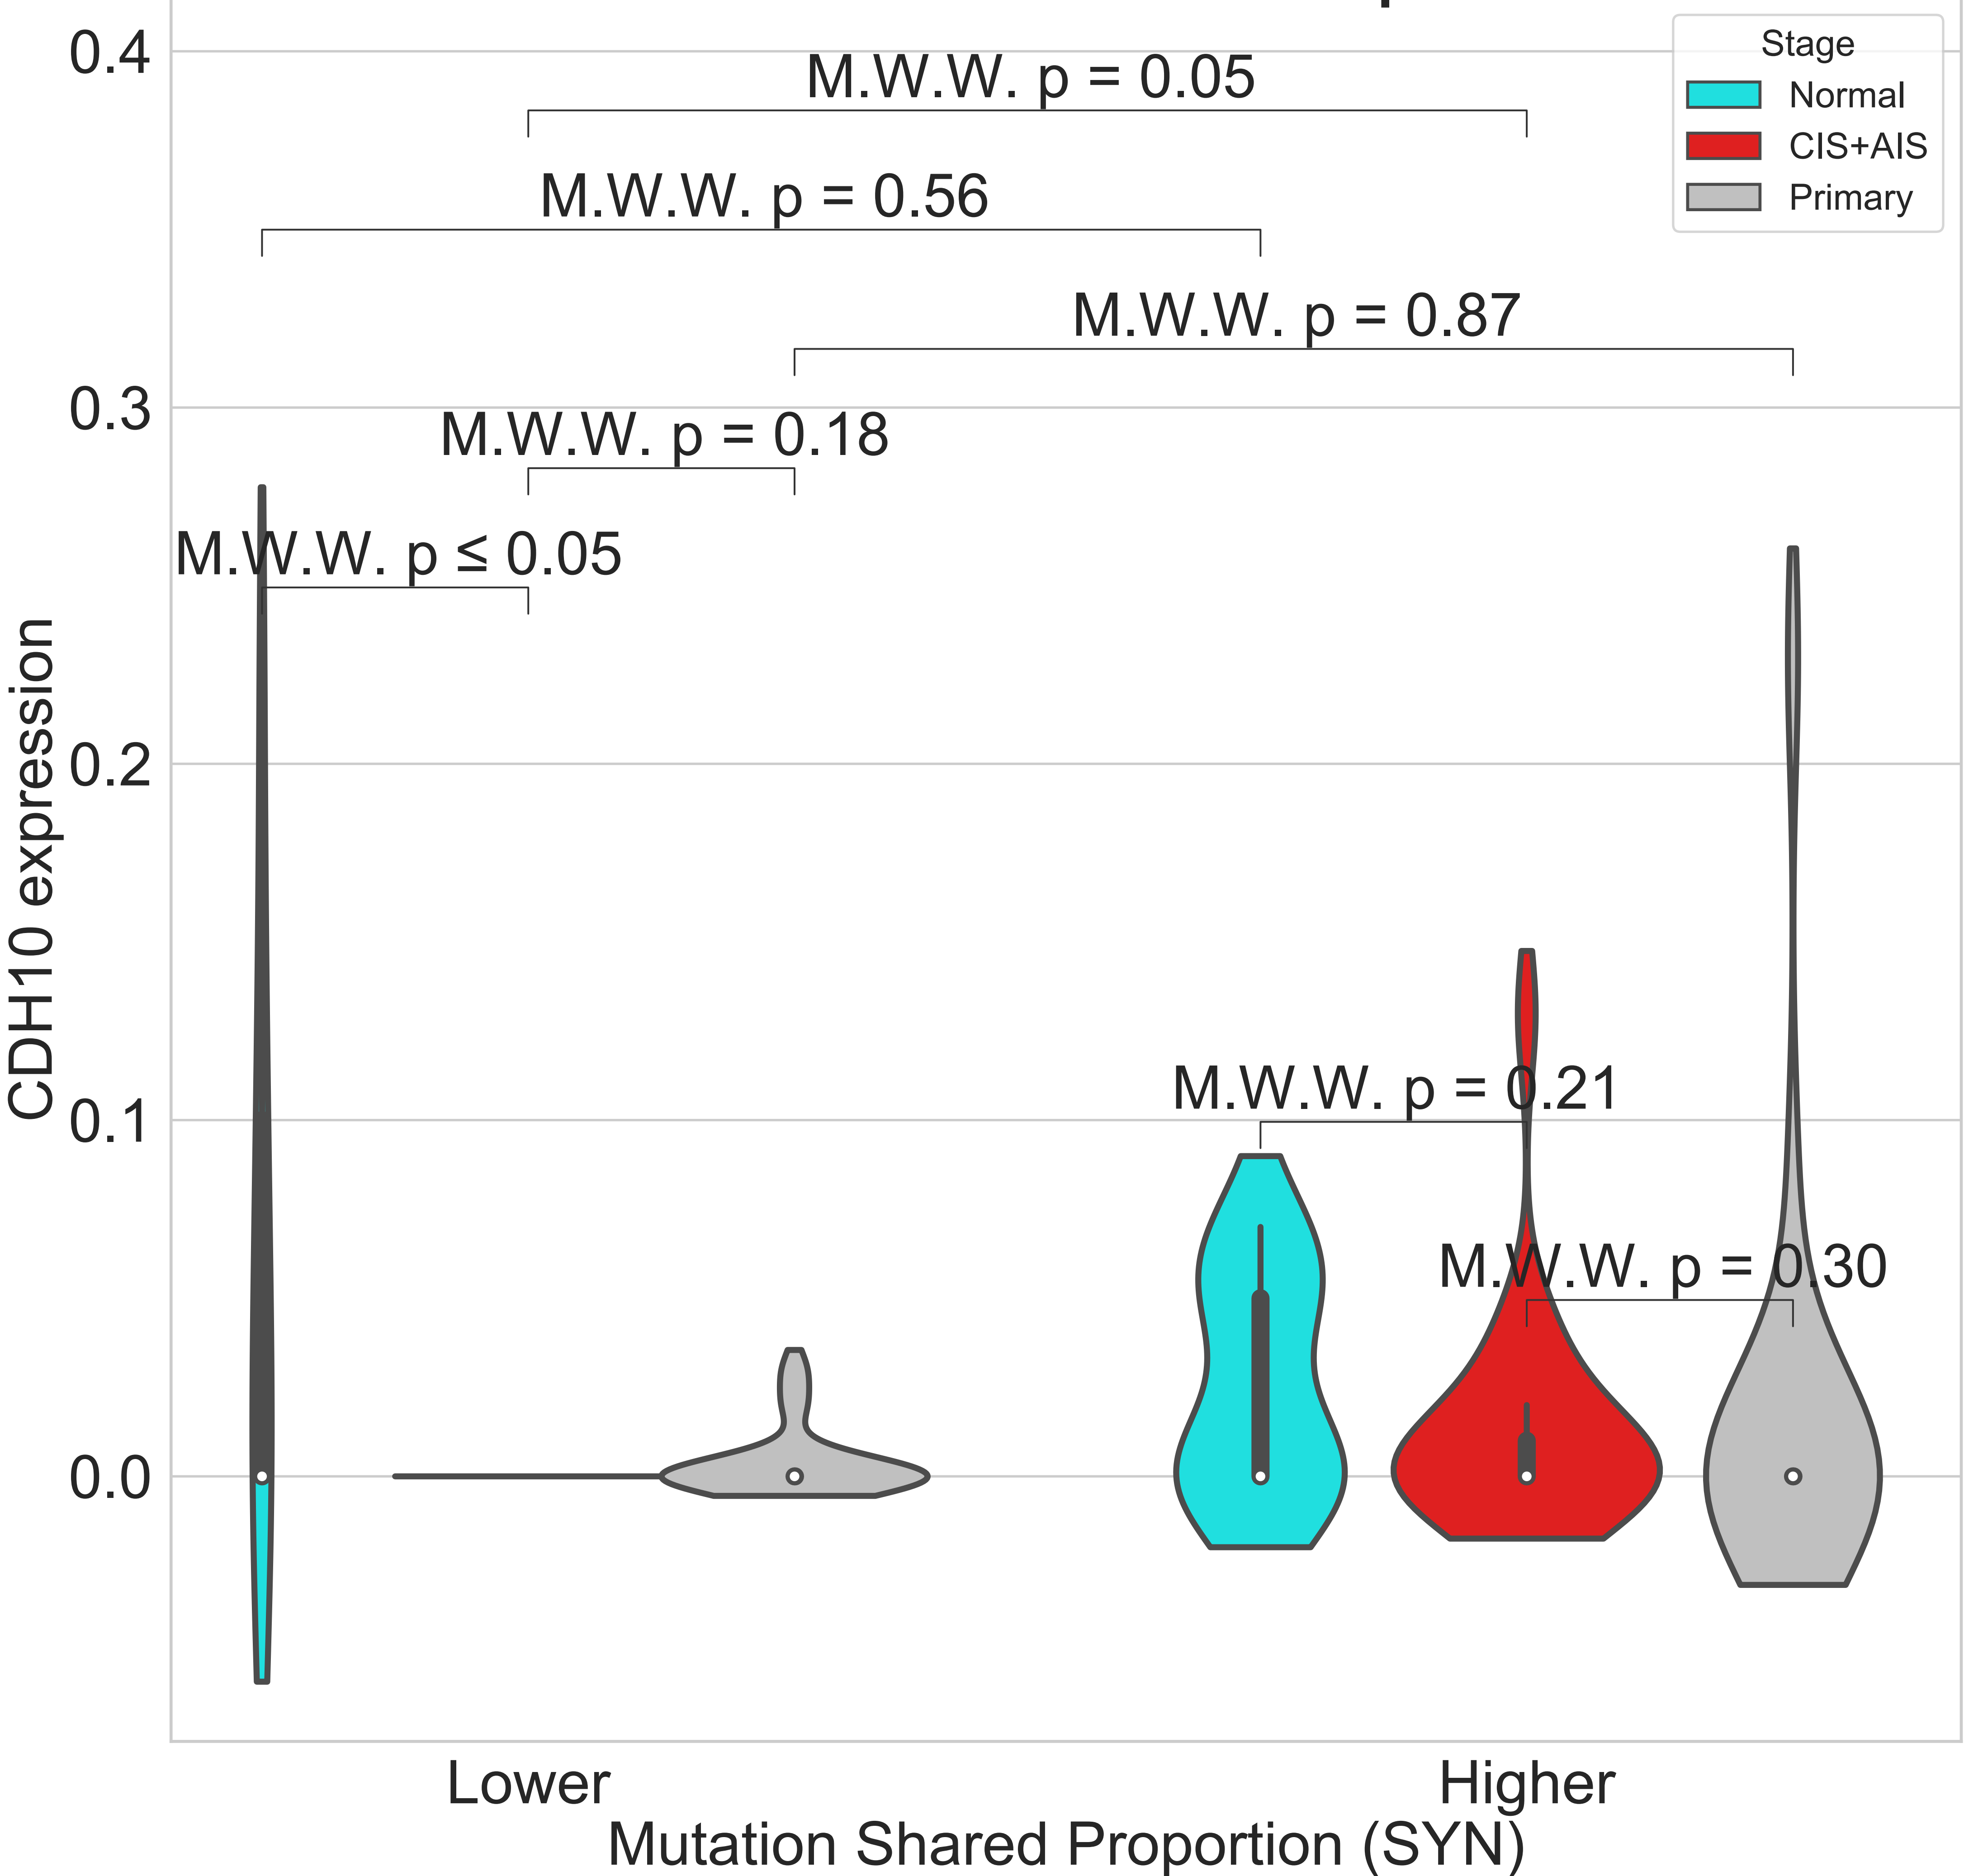 0.4
M.W.W. p = 0.05
Stage
Normal
CIS+AIS
Primary
M.W.W. p = 0.56
M.W.W. p = 0.87
0.3
M.W.W. p = 0.18
M.W.W. p ≤ 0.05
CDH10 expression
0.2
0.1
M.W.W. p = 0.21
M.W.W. p = 0.30
0.0
Lower
Higher
Mutation Shared Proportion (SYN)